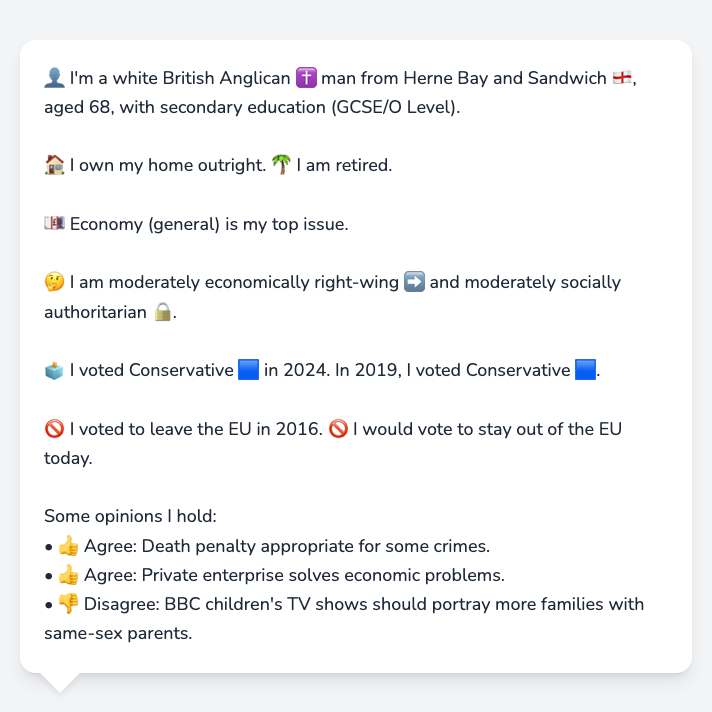 👤 I'm a white British Anglican ✝️ man from Herne Bay and Sandwich 🏴󠁧󠁢󠁥󠁮󠁧󠁿,
aged 68, with secondary education (GCSE/O Level).
🏠 I own my home outright. 🌴 I am retired.
💷 Economy (general) is my top issue.
🤔 I am moderately economically right-wing ➡️ and moderately socially
authoritarian 🔒.
🗳️ I voted Conservative 🟦 in 2024. In 2019, I voted Conservative 🟦.
🚫 I voted to leave the EU in 2016. 🚫 I would vote to stay out of the EU
today.
Some opinions I hold:
• 👍 Agree: Death penalty appropriate for some crimes.
• 👍 Agree: Private enterprise solves economic problems.
• 👎 Disagree: BBC children's TV shows should portray more families with
same-sex parents.